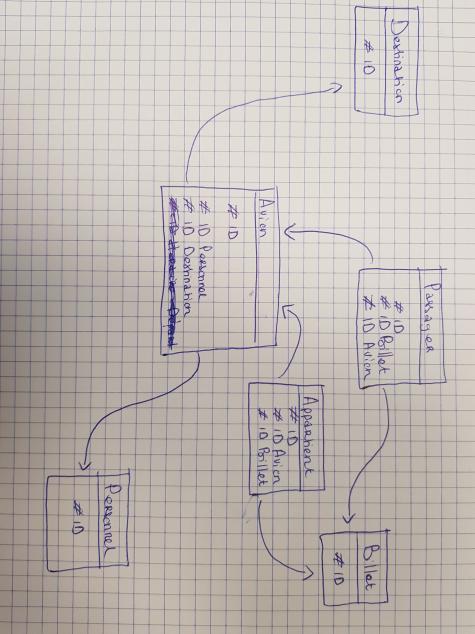 Destination
# ID
Passager
# ID
# ID Billet
# ID Avion
Avion
# ID
# ID Personnel
# ID Destination
Appartient
# ID
# ID Avion
# ID Billet
Billet
# ID
Personnel
# ID